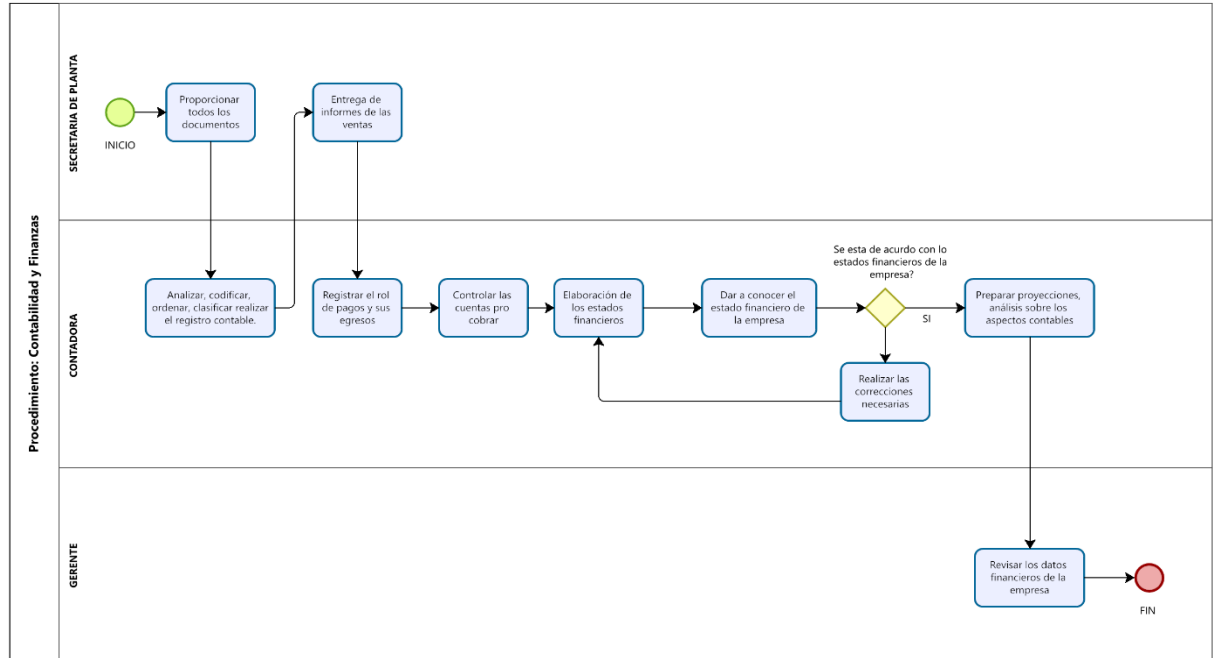 Procedimiento: Contabilidad y Finanzas
SECRETARIA DE PLANTA
INICIO
Proporcionar
todos los
documentos
Entrega de
informes de las
ventas
CONTADORA
Analizar, codificar,
ordenar, clasificar realizar
el registro contable.
Registrar el rol
de pagos y sus
egresos
Controlar las
cuentas pro
cobrar
Elaboración de
los estados
financieros
Dar a conocer el
estado financiero de
la empresa
Se esta de acuerdo con lo
estados financieros de la
empresa?
SI
Preparar proyecciones,
análisis sobre los
aspectos contables
Realizar las
correcciones
necesarias
GERENTE
Revisar los datos
financieros de la
empresa
FIN